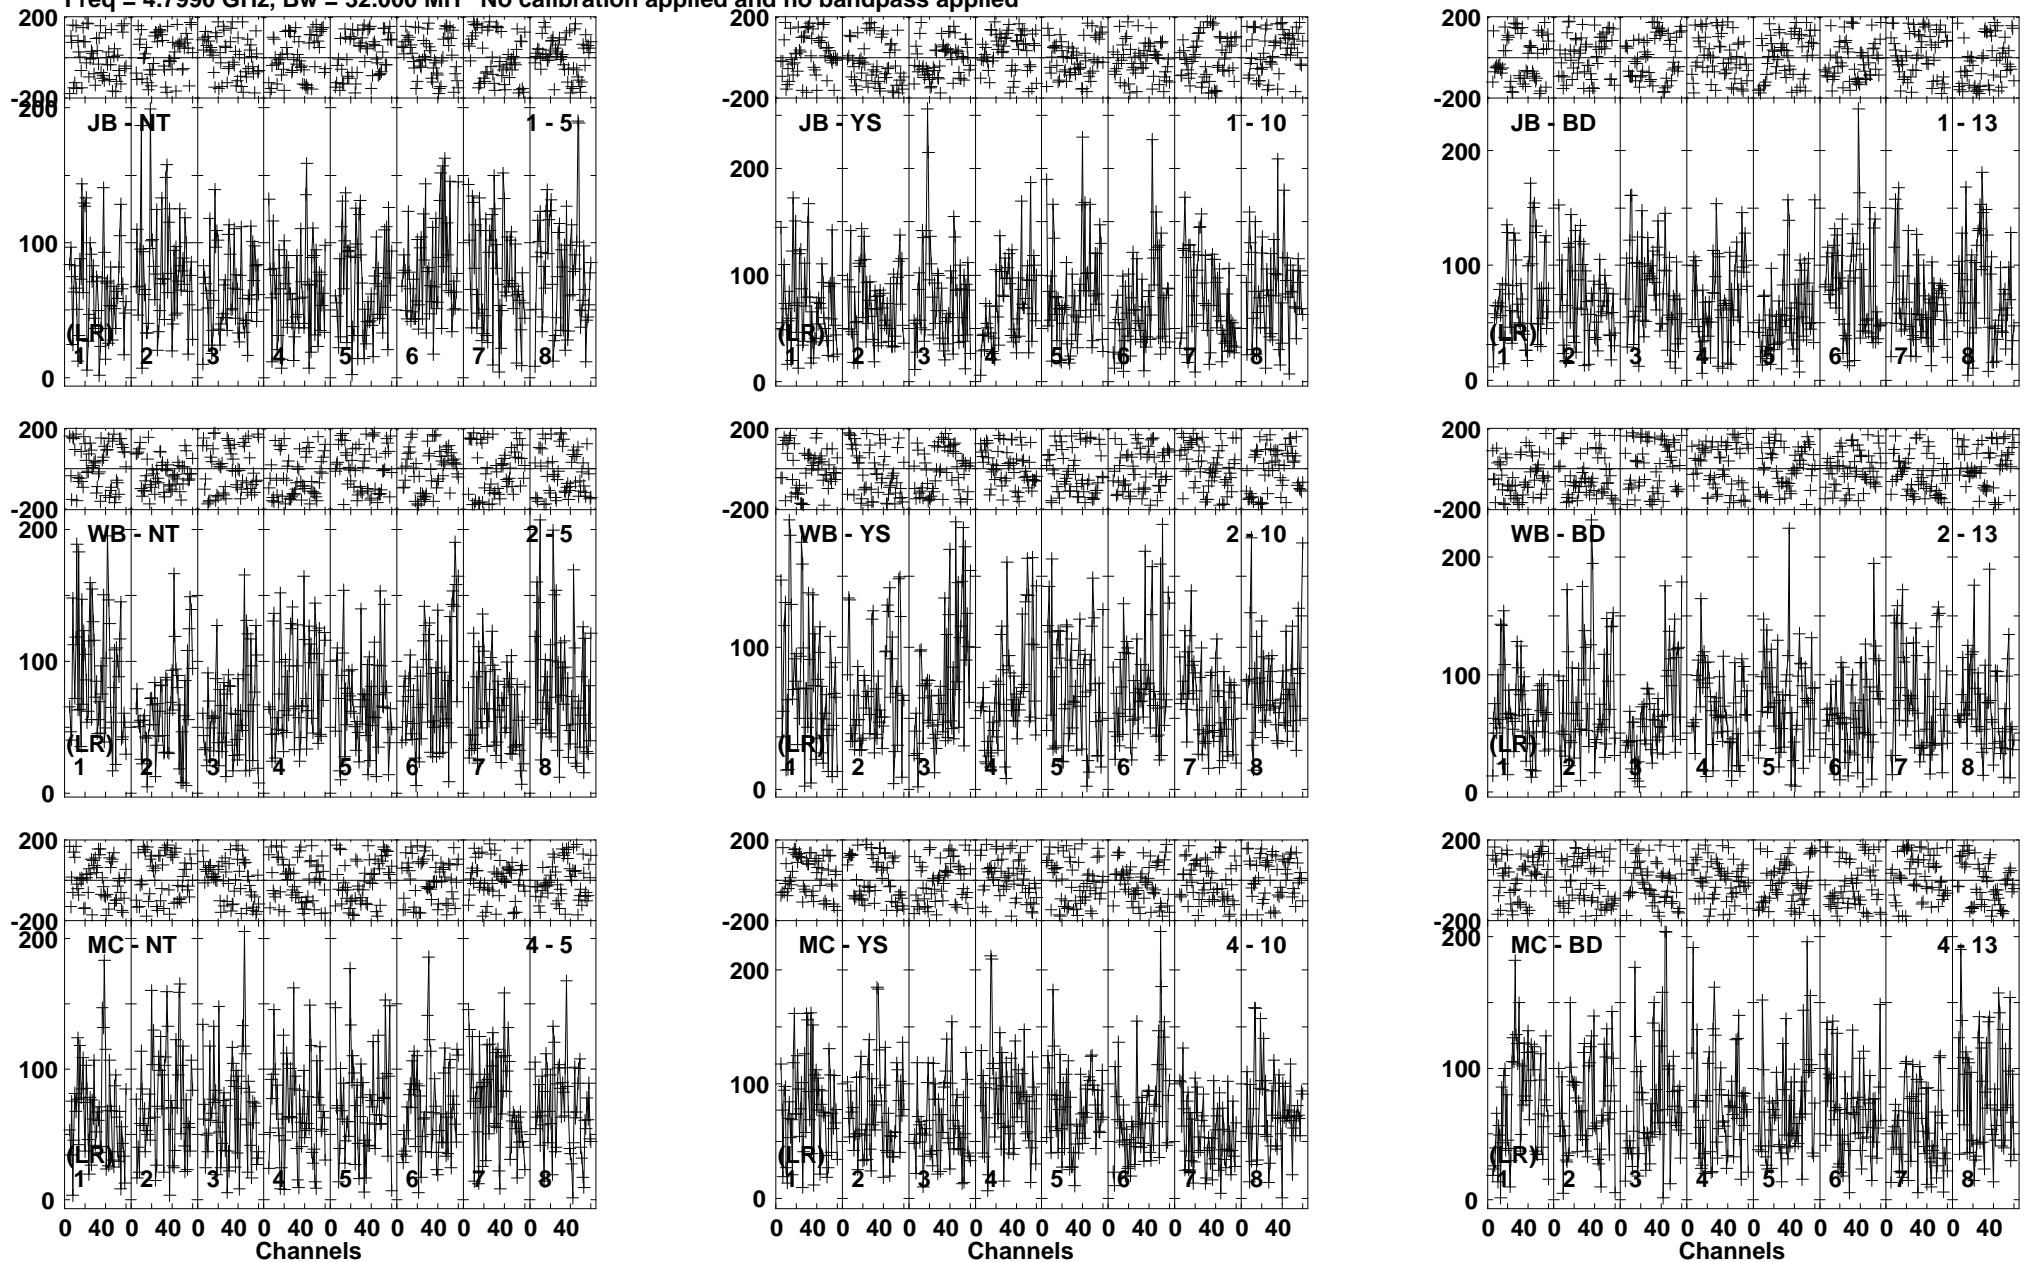 Freq = 4.7990 GHz, Bw = 32.000 MH No calibration applied and no bandpass applied
200 200 200
-200 -200 -200
200
JB - NT 1 - 5 JB - YS 1 - 10 JB - BD 1 - 13
200 200
100 100 100
(LR) (LR) (LR)
1 2 3 4 5 6 7 8 1 2 3 4 5 6 7 8 1 2 3 4 5 6 7 8
0 0 0
200 200 200
-200 -200 -200
200
WB - NT 2 - 5 WB - YS 2 - 10 WB - BD 2 - 13
200
100 100 100
(LR) (LR) (LR)
1 2 3 4 5 6 7 8 1 2 3 4 5 6 7 8 1 2 3 4 5 6 7 8
0 0 0
200 200 200
-200 -200 -200
200 200
MC - NT 4 - 5 MC - YS 4 - 10 MC - BD 4 - 13
200
100 100 100
(LR) (LR) (LR)
1 2 3 4 5 6 7 8 1 2 3 4 5 6 7 8 1 2 3 4 5 6 7 8
0 0 0
0 40 0 40 0 40 0 40 0 40 0 40 0 40 0 40 0 40 0 40 0 40 0 40 0 40 0 40 0 40 0 40 0 40 0 40 0 40 0 40 0 40 0 40 0 40 0 40
Channels Channels Channels